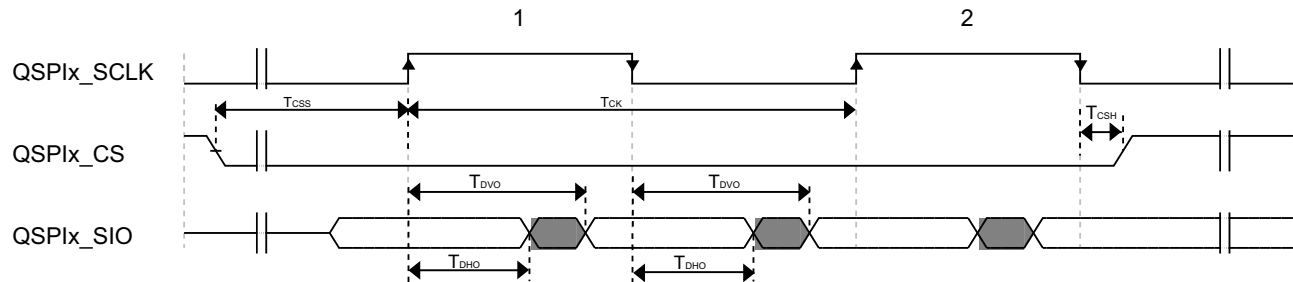 1 2
QSPIx_SCLK
TCSS TCK
TCSH
QSPIx_CS
TDVO TDVO
QSPIx_SIO
TDHO TDHO